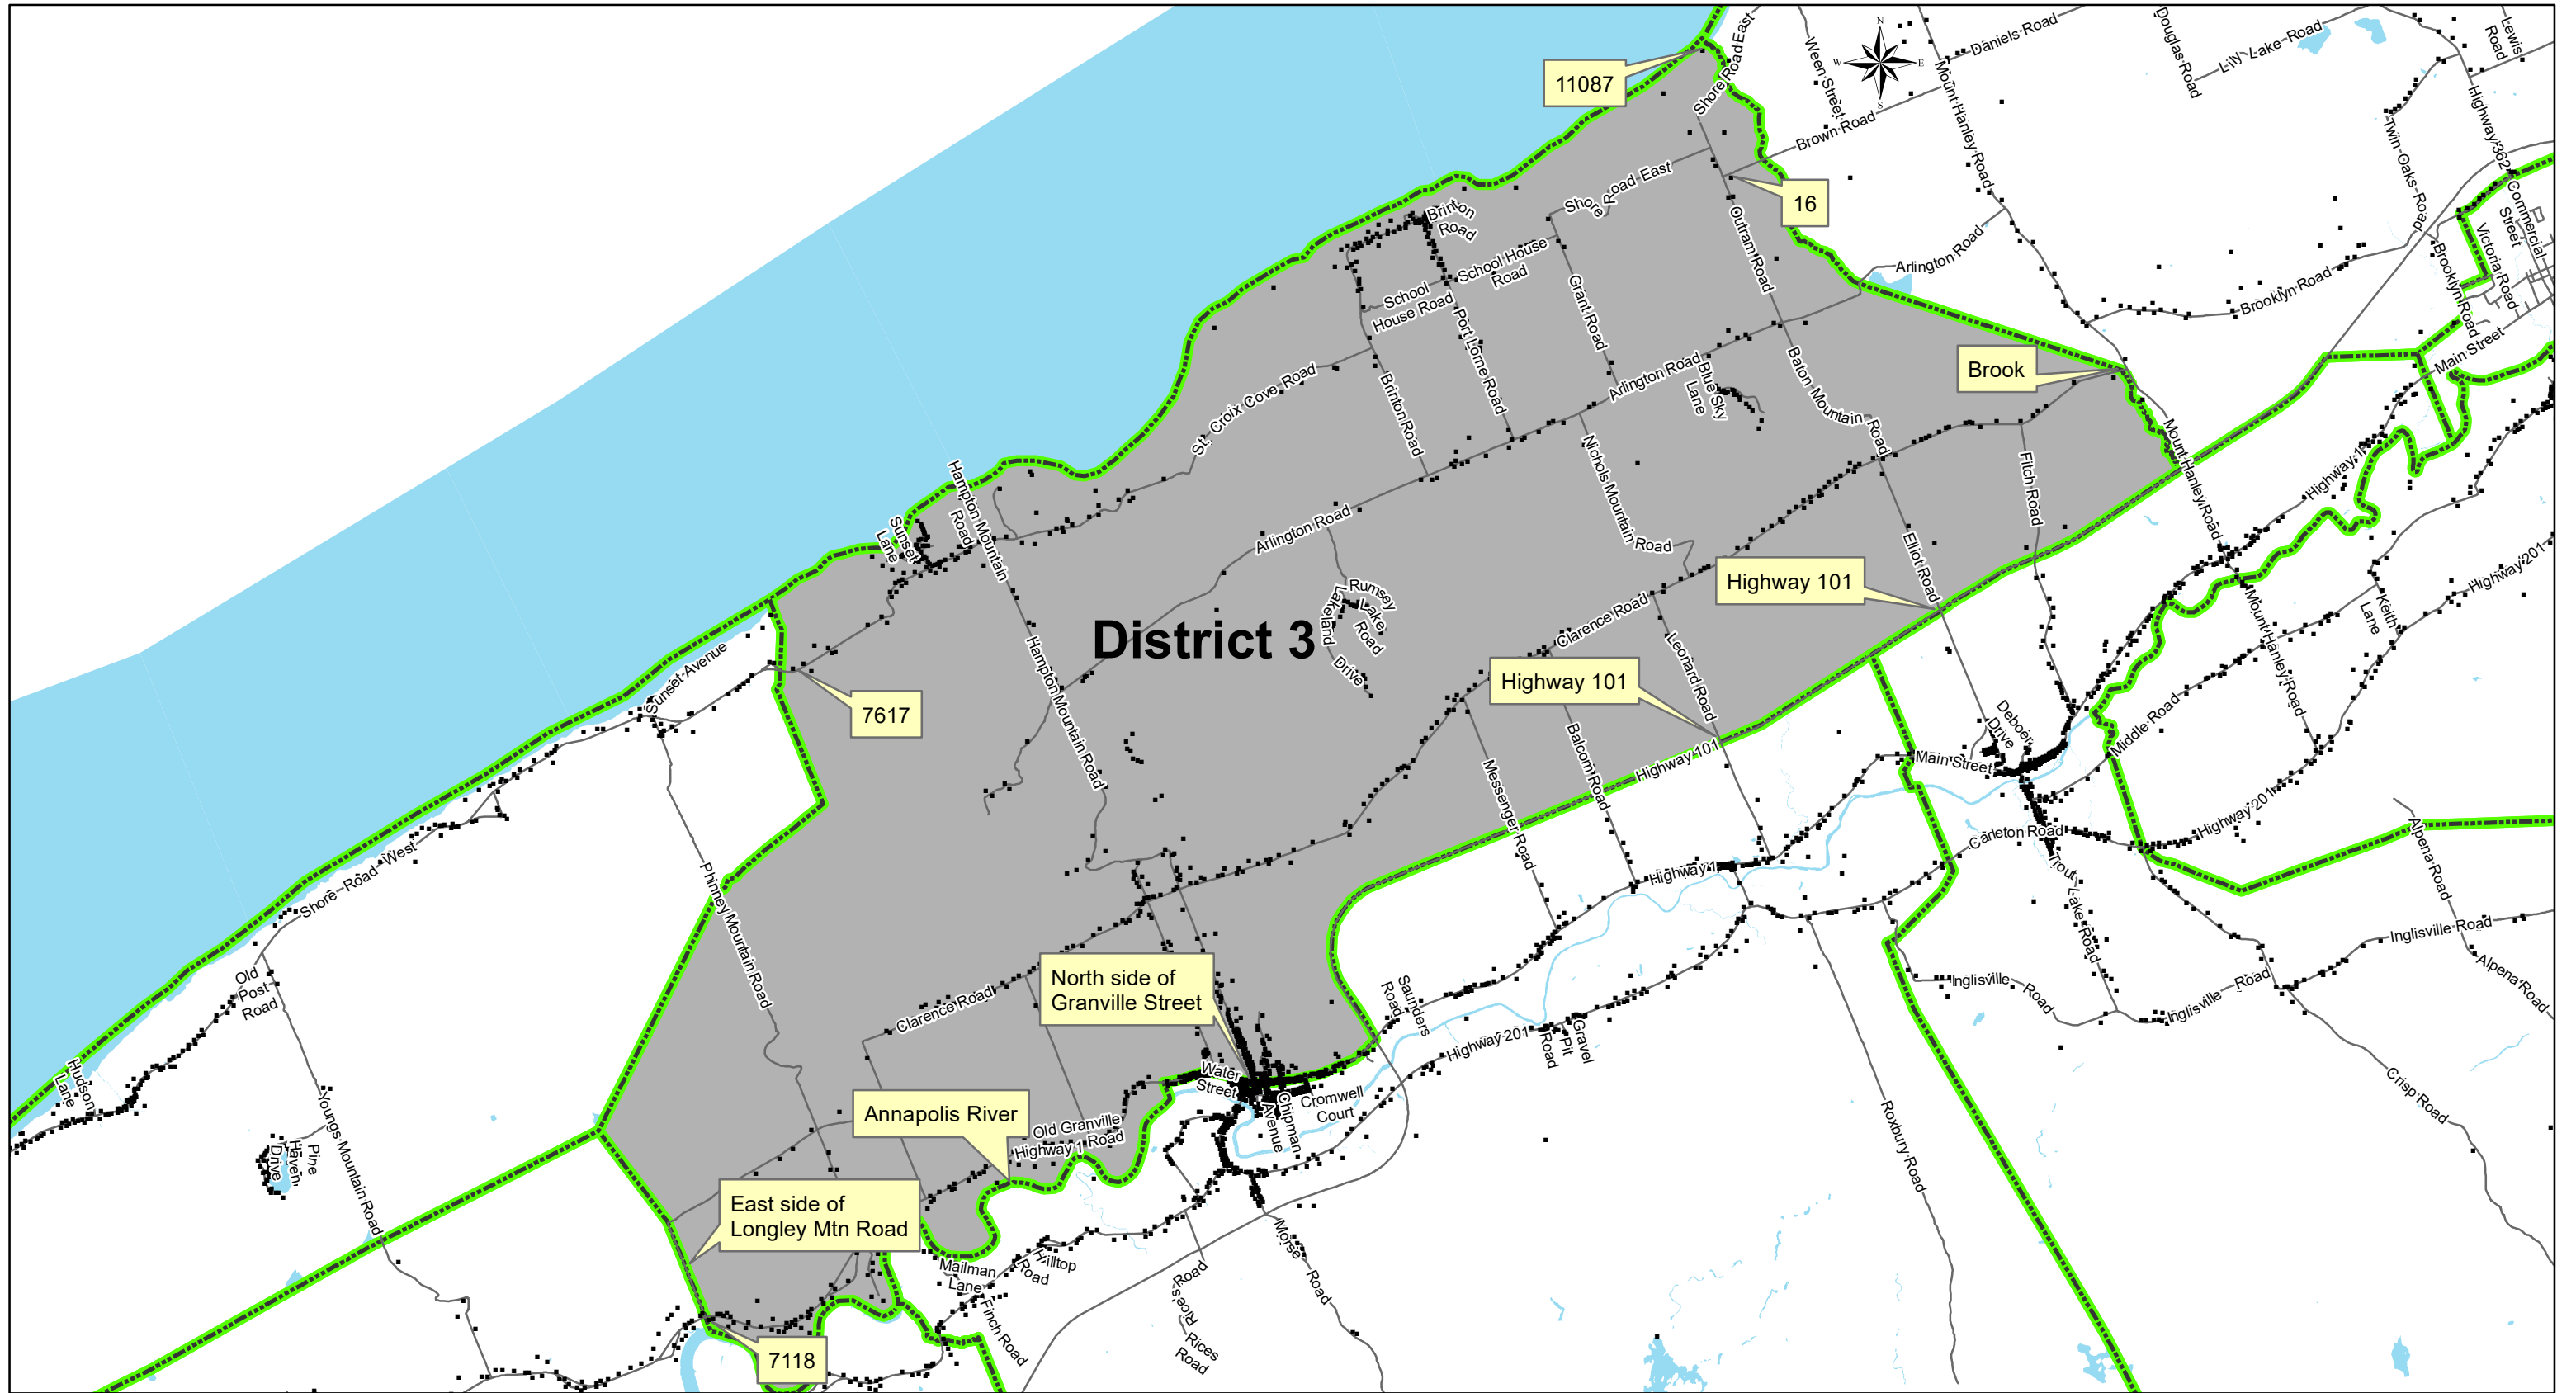 N
W
E
S
11087
Shore Road East
Ween Street
Daniels Road
Douglas Road
Lily Lake Road
Lewis
Road
Mount Hanley Road
Brown Road
Highway 362
Twin Oaks Road
16
Shore Road East
Brinton
Road
School House
Road
School
House Road
Grant Road
Outram Road
Arlington Road
Brooklyn Road
Brooklyn Road
Victoria Road
Commercial
Street
Main Street
Port Lorne Road
St. Croix Cove Road
Brinton Road
Arlington Road
Blue Sky
Lane
Baton Mountain
Road
Brook
Mount Hanley Road
Highway 1
Fitch Road
Nichols Mountain Road
Hampton Mountain
Road
Sunset
Lane
Arlington Road
Elliot Road
Highway 101
Highway 201
Keith
Lane
Mount Hanley Road
District 3
Rumsey
Lake
Road
Lakeland
Drive
Clarence Road
Leonard Road
Highway 101
Sunset Avenue
7617
Hampton Mountain Road
Balcom Road
Highway 101
Messenger Road
Deboer
Drive
Main Street
Middle Road
Highway 201
Carleton Road
Trout
Lake Road
Alpena Road
Shore Road West
Phinney Mountain Road
Highway 1
Inglisville Road
Alpena Road
Old
Post
Road
North side of
Granville Street
Clarence Road
Saunders
Road
Highway 201
Gravel
Pit
Road
Inglisville
Road
Inglisville
Road
Crisp Road
Hudson
Lane
Youngs Mountain Road
Pine
Haven
Drive
Water
Street
Cromwell
Court
Chipman
Avenue
Annapolis River
Old Granville
Road
Highway 1
Roxbury Road
East side of
Longley Mtn Road
Mailman
Lane
Hilltop
Road
Finch Road
Morse
Road
Road
Rice's
Rices
Road
7118